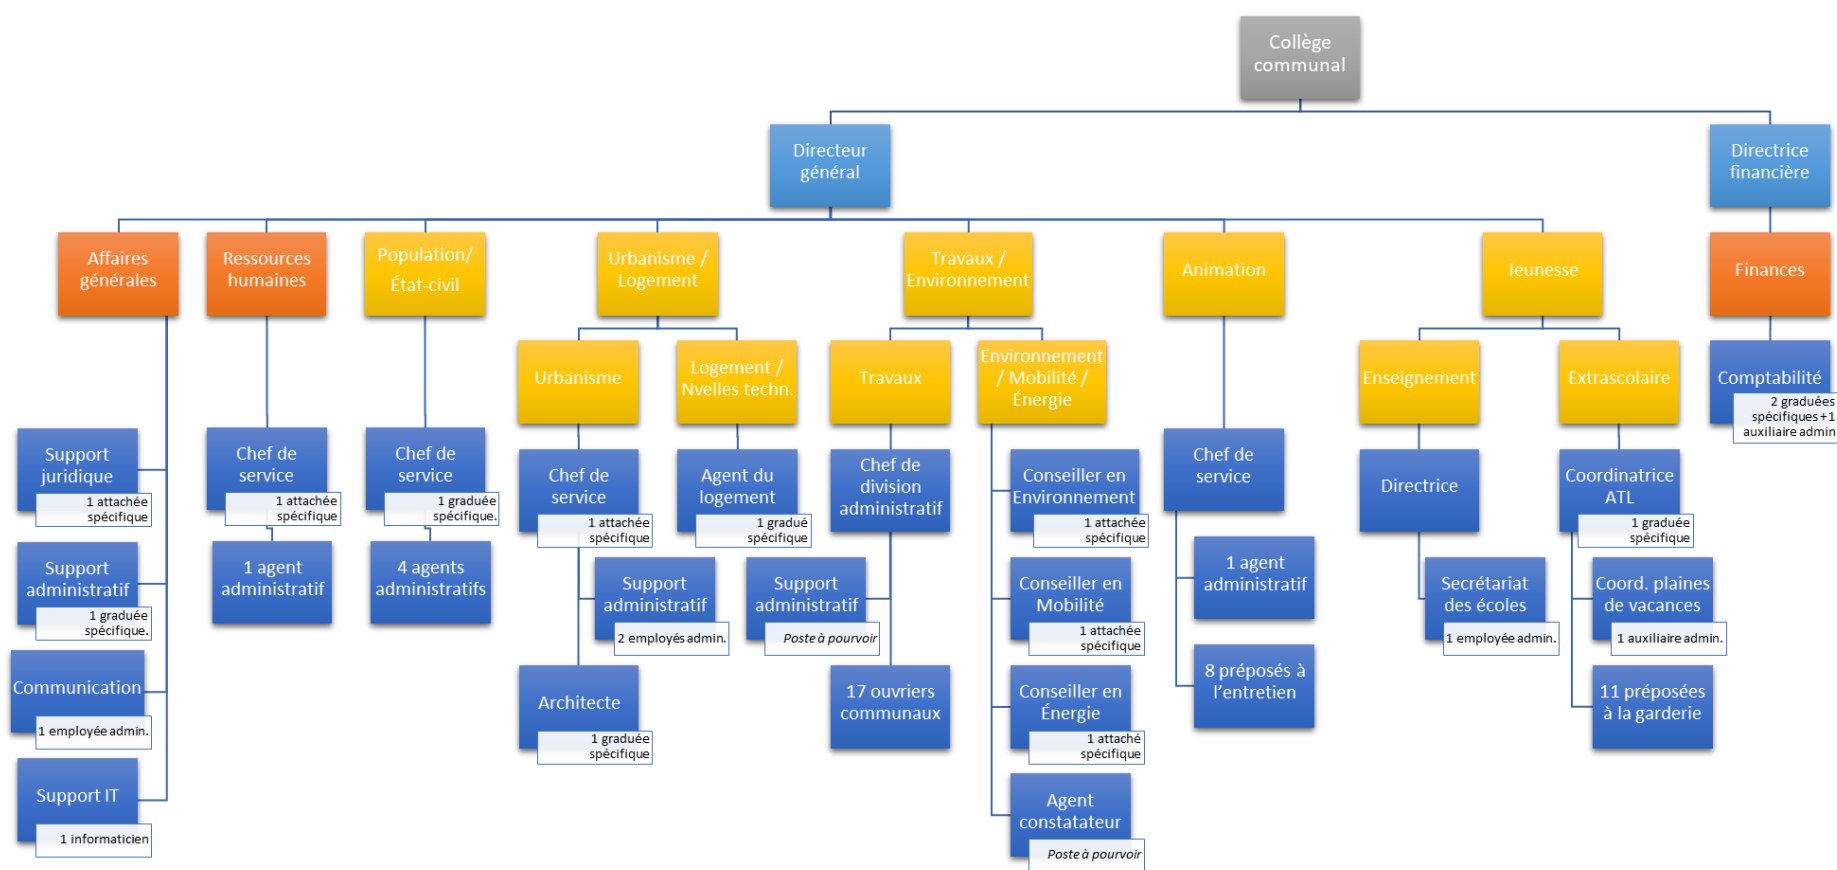 Collège
communal
Directeur
général
Directrice
financière
Affaires
générales
Ressources
humaines
Population/
État-civil
Urbanisme /
Logement
Travaux /
Environnement
Animation
Jeunesse
Finances
Urbanisme
Logement /
Nvelles techn.
Travaux
Environnement
/ Mobilité /
Énergie
Enseignement
Extrascolaire
Comptabilité
2 graduées
spécifiques +1
auxiliaire admin
Support
juridique
1 attachée
spécifique
Chef de
service
1 attachée
spécifique
Chef de
service
1 graduée
spécifique.
Chef de
service
1 attachée
spécifique
Agent du
logement
1 gradué
spécifique
Chef de
division
administratif
Conseiller en
Environnement
1 attachée
spécifique
Chef de
service
Directrice
Coordinatrice
ATL
1 graduée
spécifique
Support
administratif
1 graduée
spécifique.
1 agent
administratif
4 agents
administratifs
Support
administratif
2 employés admin.
Support
administratif
Poste à pourvoir
Conseiller en
Mobilité
1 attachée
spécifique
1 agent
administratif
Secrétariat
des écoles
1 employée admin.
Coord. plaines
de vacances
1 auxiliaire admin.
Communication
1 employée admin.
Architecte
1 graduée
spécifique
17 ouvriers
communaux
Conseiller en
Énergie
1 attaché
spécifique
8 préposés à
l'entretien
11 préposées
à la garderie
Support IT
1 informaticien
Agent
constatateur
Poste à pourvoir